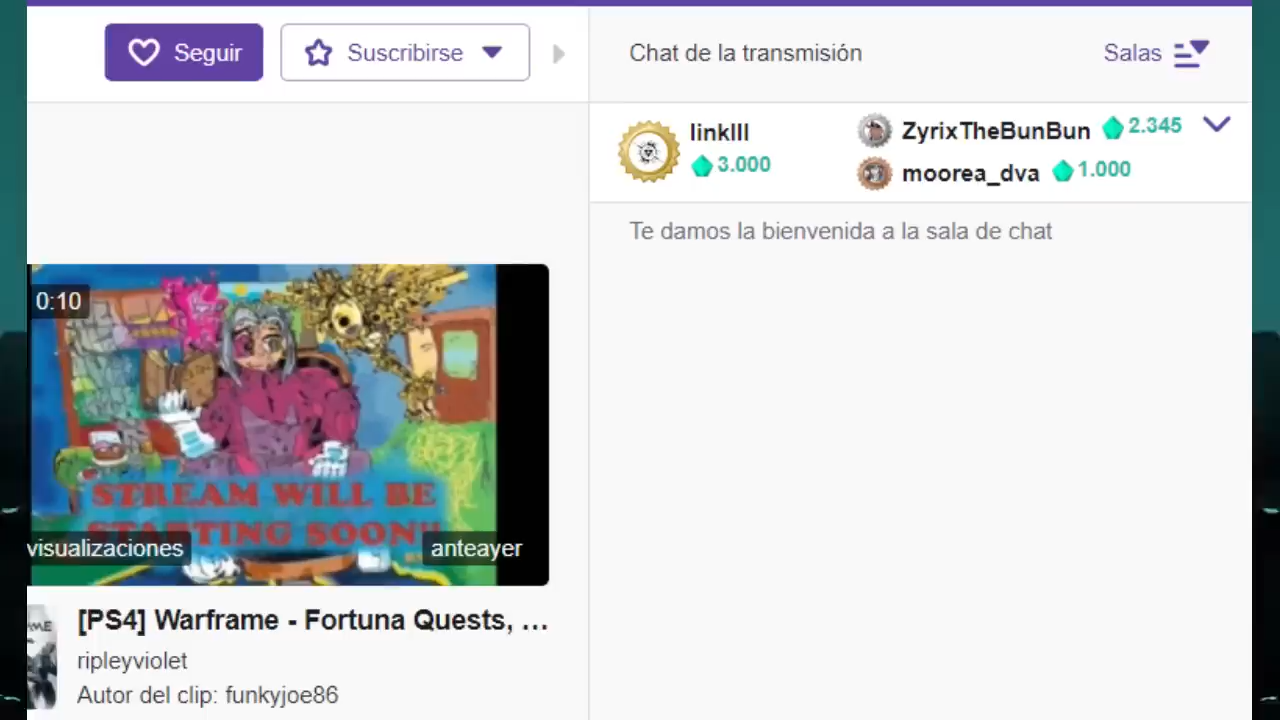 Seguir
Suscribirse
Chat de la transmisión
Salas
linklll
3.000
ZyrixTheBunBun 2.345
moorea_dva 1.000
Te damos la bienvenida a la sala de chat
0:10
STREAM WILL BE
STARTING SOON"
visualizaciones
anteayer
[PS4] Warframe - Fortuna Quests, ...
ripleyviolet
Autor del clip: funkyjoe86